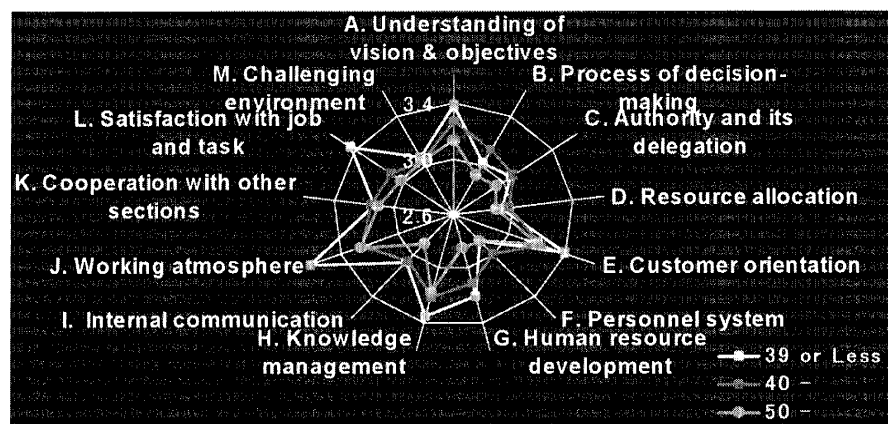 A. Understanding of
vision & objectives
B. Process of decision-
making
C. Authority and its
delegation
D. Resource allocation
E. Customer orientation
F. Personnel system
G. Human resource
development
H. Knowledge
management
I. Internal communication
J. Working atmosphere
K. Cooperation with other
sections
L. Satisfaction with job
and task
M. Challenging
environment
3.4
3.0
2.6
39 or Less
40 -
50 -